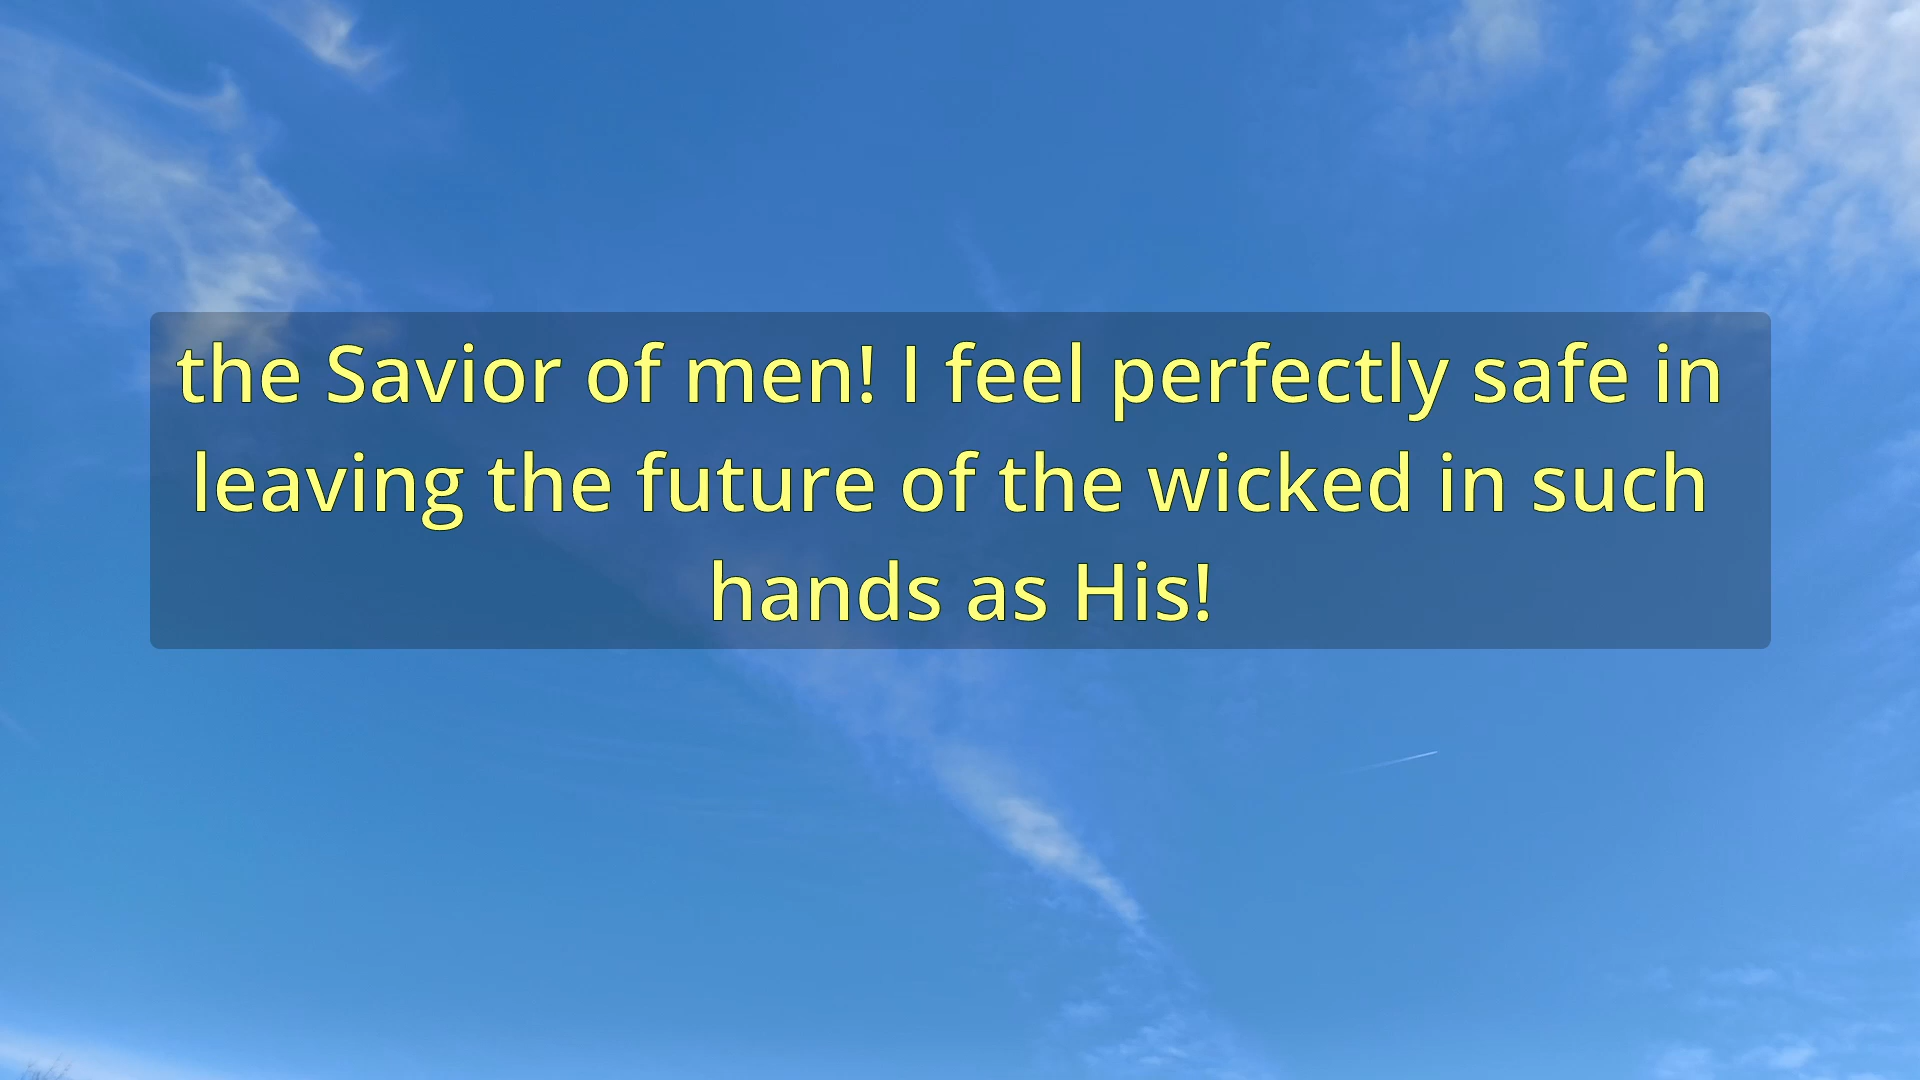 the Savior of men! I feel perfectly safe in
leaving the future of the wicked in such
hands as His!